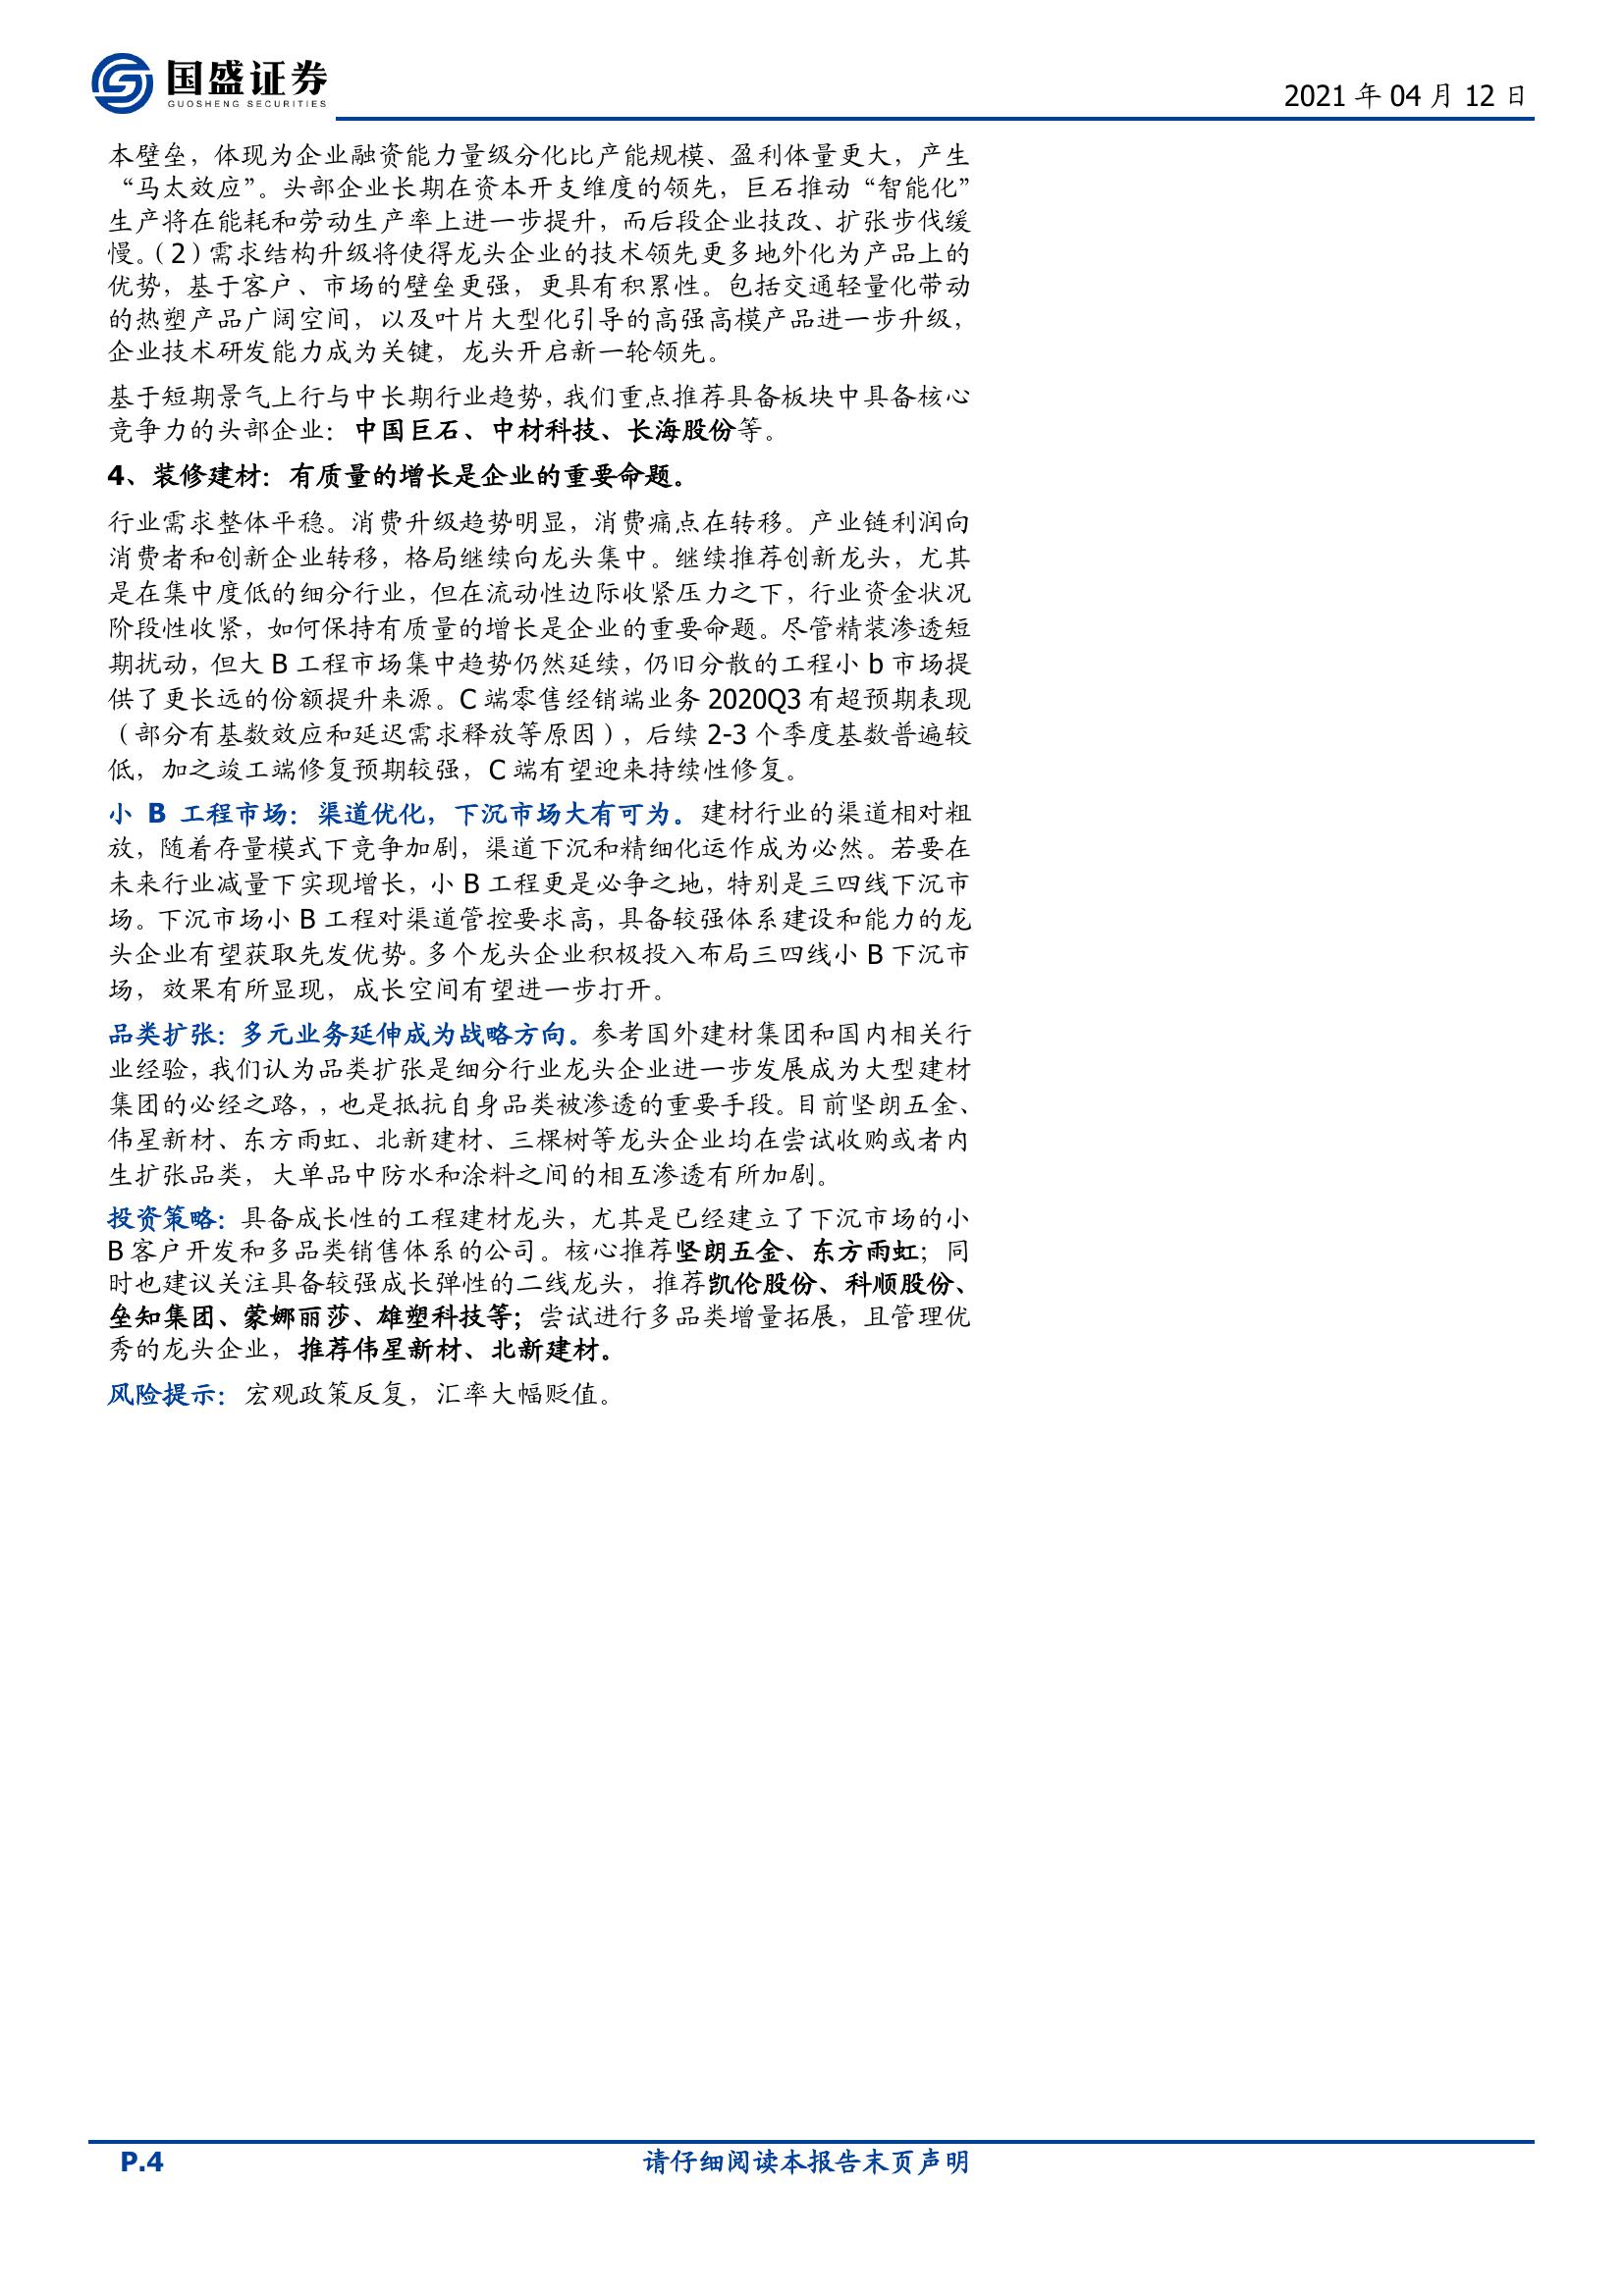 国盛证券
GUOSHENG SECURITIES
2021 年 04 月 12 日
本壁垒，体现为企业融资能力量级分化比产能规模、盈利体量更大，产生
“马太效应”。头部企业长期在资本开支维度的领先，巨石推动“智能化”
生产将在能耗和劳动生产率上进一步提升，而后段企业技改、扩张步伐缓
慢。（2）需求结构升级将使得龙头企业的技术领先更多地外化为产品上的
优势，基于客户、市场的壁垒更强，更具有积累性。包括交通轻量化带动
的热塑产品广阔空间，以及叶片大型化引导的高强高模产品进一步升级，
企业技术研发能力成为关键，龙头开启新一轮领先。
基于短期景气上行与中长期行业趋势，我们重点推荐具备板块中具备核心
竞争力的头部企业：中国巨石、中材科技、长海股份等。
4、装修建材：有质量的增长是企业的重要命题。
行业需求整体平稳。消费升级趋势明显，消费痛点在转移。产业链利润向
消费者和创新企业转移，格局继续向龙头集中。继续推荐创新龙头，尤其
是在集中度低的细分行业，但在流动性边际收紧压力之下，行业资金状况
阶段性收紧，如何保持有质量的增长是企业的重要命题。尽管精装渗透短
期扰动，但大 B 工程市场集中趋势仍然延续，仍旧分散的工程小 b 市场提
供了更长远的份额提升来源。C 端零售经销端业务 2020Q3 有超预期表现
（部分有基数效应和延迟需求释放等原因），后续 2-3 个季度基数普遍较
低，加之竣工端修复预期较强，C 端有望迎来持续性修复。
小 B 工程市场：渠道优化，下沉市场大有可为。建材行业的渠道相对粗
放，随着存量模式下竞争加剧，渠道下沉和精细化运作成为必然。若要在
未来行业减量下实现增长，小 B 工程更是必争之地，特别是三四线下沉市
场。下沉市场小 B 工程对渠道管控要求高，具备较强体系建设和能力的龙
头企业有望获取先发优势。多个龙头企业积极投入布局三四线小 B 下沉市
场，效果有所显现，成长空间有望进一步打开。
品类扩张：多元业务延伸成为战略方向。参考国外建材集团和国内相关行
业经验，我们认为品类扩张是细分行业龙头企业进一步发展成为大型建材
集团的必经之路，，也是抵抗自身品类被渗透的重要手段。目前坚朗五金、
伟星新材、东方雨虹、北新建材、三棵树等龙头企业均在尝试收购或者内
生扩张品类，大单品中防水和涂料之间的相互渗透有所加剧。
投资策略：具备成长性的工程建材龙头，尤其是已经建立了下沉市场的小
B 客户开发和多品类销售体系的公司。核心推荐坚朗五金、东方雨虹；同
时也建议关注具备较强成长弹性的二线龙头，推荐凯伦股份、科顺股份、
垒知集团、蒙娜丽莎、雄塑科技等；尝试进行多品类增量拓展，且管理优
秀的龙头企业，推荐伟星新材、北新建材。
风险提示：宏观政策反复，汇率大幅贬值。
P.4
请仔细阅读本报告末页声明